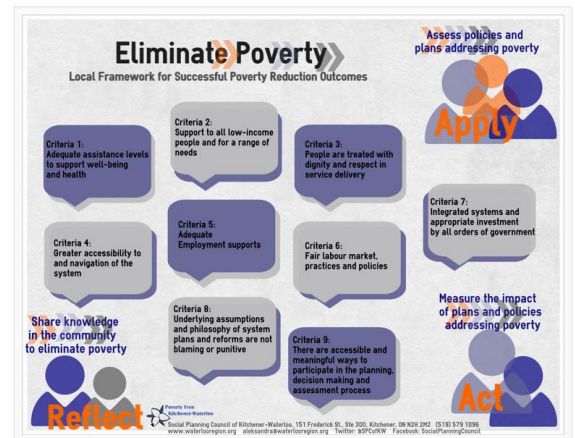 Eliminate Poverty
Local Framework for Successful Poverty Reduction Outcomes
Assess policies and
plans addressing poverty
Apply
Criteria 1:
Adequate assistance levels
to support well-being
and health
Criteria 2:
Support to all low-income
people and for a range of
needs
Criteria 3:
People are treated with
dignity and respect in
service delivery
Criteria 4:
Greater accessibility to
and navigation of the
system
Criteria 5:
Adequate
Employment supports
Criteria 6:
Fair labour market,
practices and policies
Criteria 7:
Integrated systems and
appropriate investment
by all orders of government
Criteria 8:
Underlying assumptions
and philosophy of system
plans and reforms are not
blaming or punitive
Criteria 9:
There are accessible and
meaningful ways to
participate in the planning,
decision making and
assessment process
Share knowledge
in the community
to eliminate poverty
Reflect
Measure the impact
of plans and policies
addressing poverty
Act
Poverty Free
Kitchener-Waterloo
Social Planning Council of Kitchener-Waterloo, 151 Frederick St., Ste 300, Kitchener, ON N2H 2M2 (519) 579 1096
www.waterlooregion.org aleksandra@waterlooregion.org Twitter: @SPCofKW Facebook: SocialPlanningCouncil